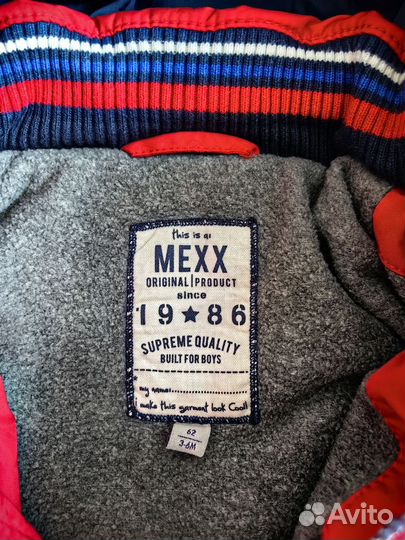 this is a
MEXX
ORIGINAL|PRODUCT
since
19★86
SUPREME QUALITY
BUILT FOR BOYS
my name:
i make this garment look Cool!
62
3-6M
Avito